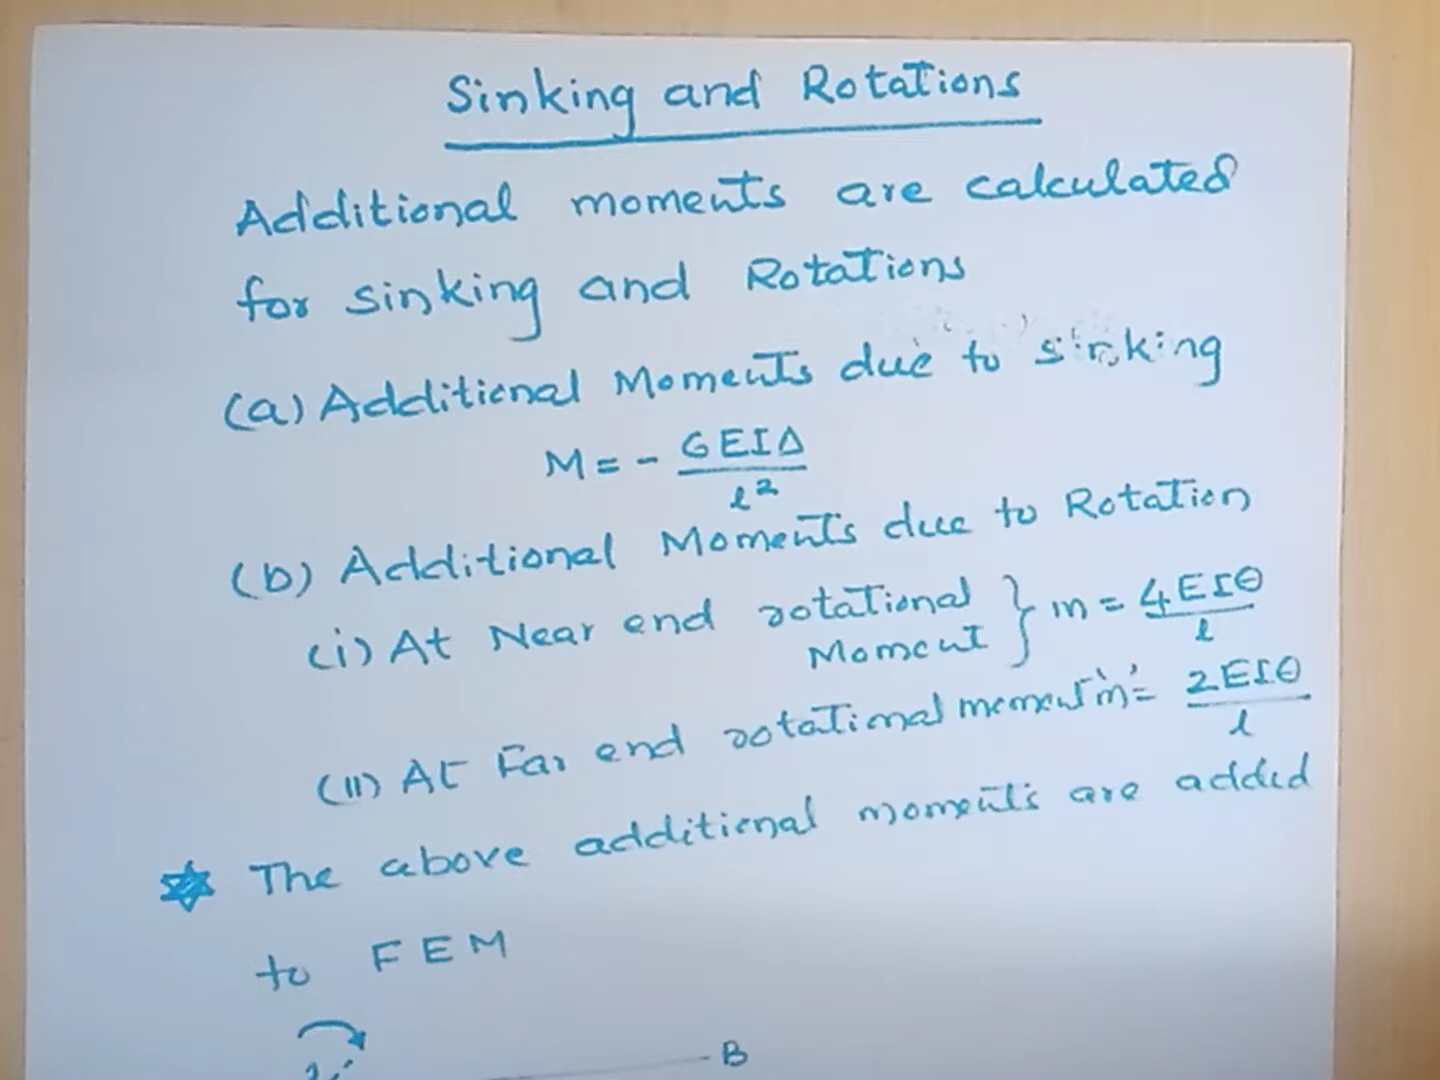 Sinking and Rotations
Additional moments are calculated
for sinking and Rotations
(a) Additional Moments due to sinking
M = - 6EIΔ / l²
(b) Additional Moments due to Rotation
(i) At Near end rotational Moment } m = 4EIθ / l
(ii) At Far end rotational moment m' = 2EIθ / l
☆ The above additional moments are added
to FEM
B